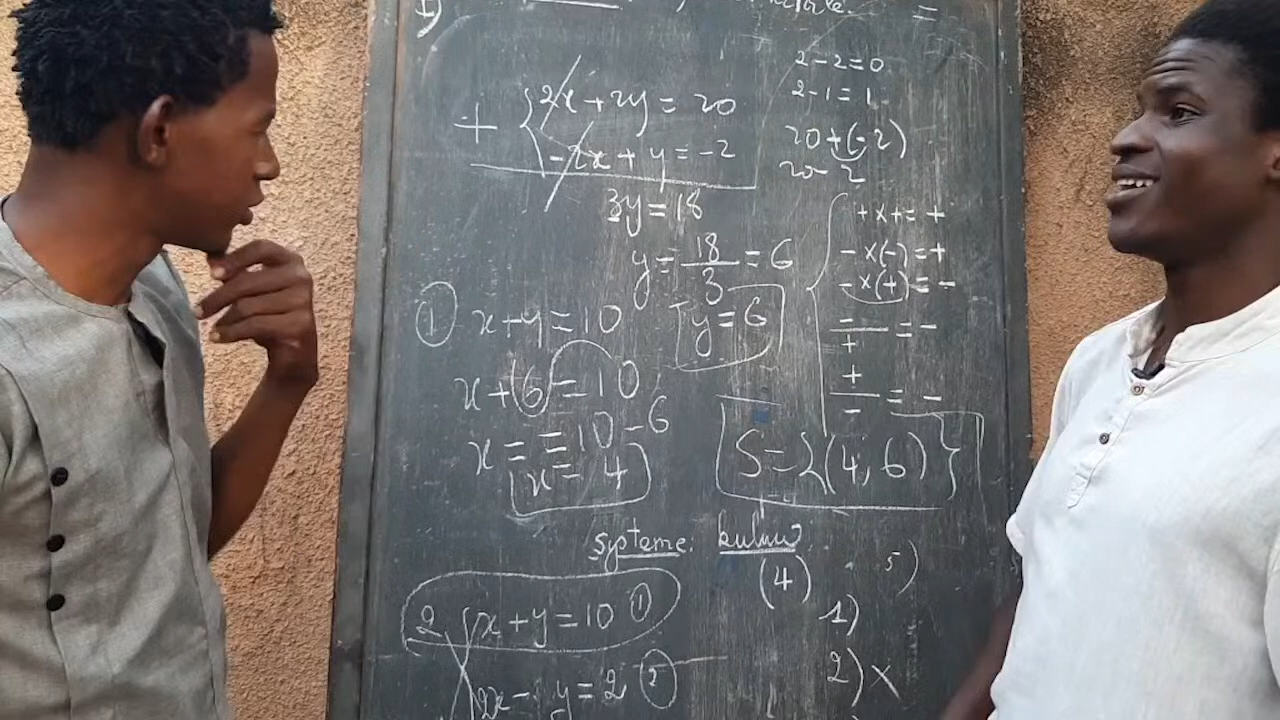 I)
2x + 2y = 20
+
-2x + y = -2
3y = 18
y = 18/3 = 6
y = 6
① x + y = 10
x + 6 = 10
x = = 10 - 6
x = 4
2 - 2 = 0
2 - 1 = 1
20 + (-2)
20 - 2
+ x + = +
- x (-) = +
- x (+) = -
-/+ = -
+/- = -
S = {(4; 6)}
systeme
(4)
2 x + y = 10 ①
2x - y = 2 ②
1)
2) x
5)